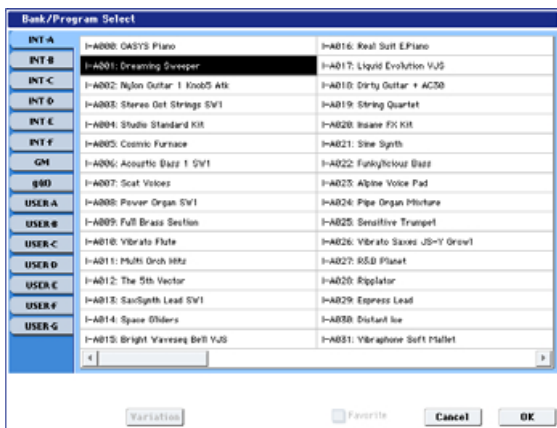 Bank/Program Select
INT-A
INT-B
INT-C
INT-D
INT-E
INT-F
GM
g(d)
USER-A
USER-B
USER-C
USER-D
USER-E
USER-F
USER-G
I-A000: OASYS Piano
I-A001: Dreaming Sweeper
I-A002: Nylon Guitar 1 Knob5 Atk
I-A003: Stereo Oct Strings SW1
I-A004: Studio Standard Kit
I-A005: Cosmic Furnace
I-A006: Acoustic Bass 1 SW1
I-A007: Scat Voices
I-A008: Power Organ SW1
I-A009: Full Brass Section
I-A010: Vibrato Flute
I-A011: Multi Orch Hits
I-A012: The 5th Vector
I-A013: SaxSynth Lead SW1
I-A014: Space Gliders
I-A015: Bright Waveseq Bell VJS
I-A016: Real Suit E.Piano
I-A017: Liquid Evolution VJS
I-A018: Dirty Guitar + AC30
I-A019: String Quartet
I-A020: Insane FX Kit
I-A021: Sine Synth
I-A022: Funkylicious Bass
I-A023: Alpine Voice Pad
I-A024: Pipe Organ Mixture
I-A025: Sensitive Trumpet
I-A026: Vibrato Saxes JS-Y Growl
I-A027: R&B Planet
I-A028: Ripplator
I-A029: Express Lead
I-A030: Distant Ice
I-A031: Vibraphone Soft Mallet
Variation
Favorite
Cancel
OK